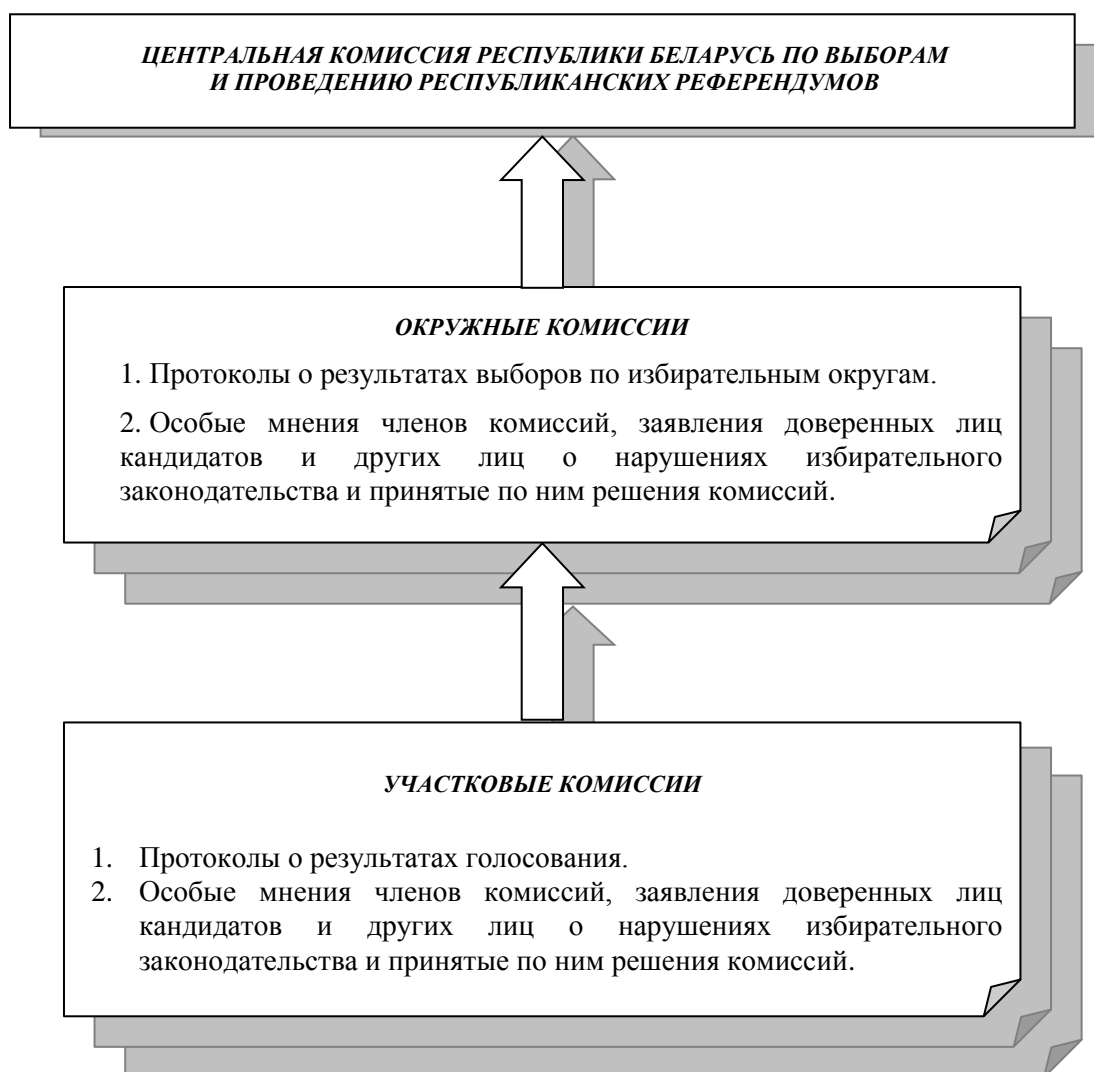 ЦЕНТРАЛЬНАЯ КОМИССИЯ РЕСПУБЛИКИ БЕЛАРУСЬ ПО ВЫБОРАМ
И ПРОВЕДЕНИЮ РЕСПУБЛИКАНСКИХ РЕФЕРЕНДУМОВ
ОКРУЖНЫЕ КОМИССИИ
1. Протоколы о результатах выборов по избирательным округам.
2. Особые мнения членов комиссий, заявления доверенных лиц
кандидатов и других лиц о нарушениях избирательного
законодательства и принятые по ним решения комиссий.
УЧАСТКОВЫЕ КОМИССИИ
1. Протоколы о результатах голосования.
2. Особые мнения членов комиссий, заявления доверенных лиц
кандидатов и других лиц о нарушениях избирательного
законодательства и принятые по ним решения комиссий.